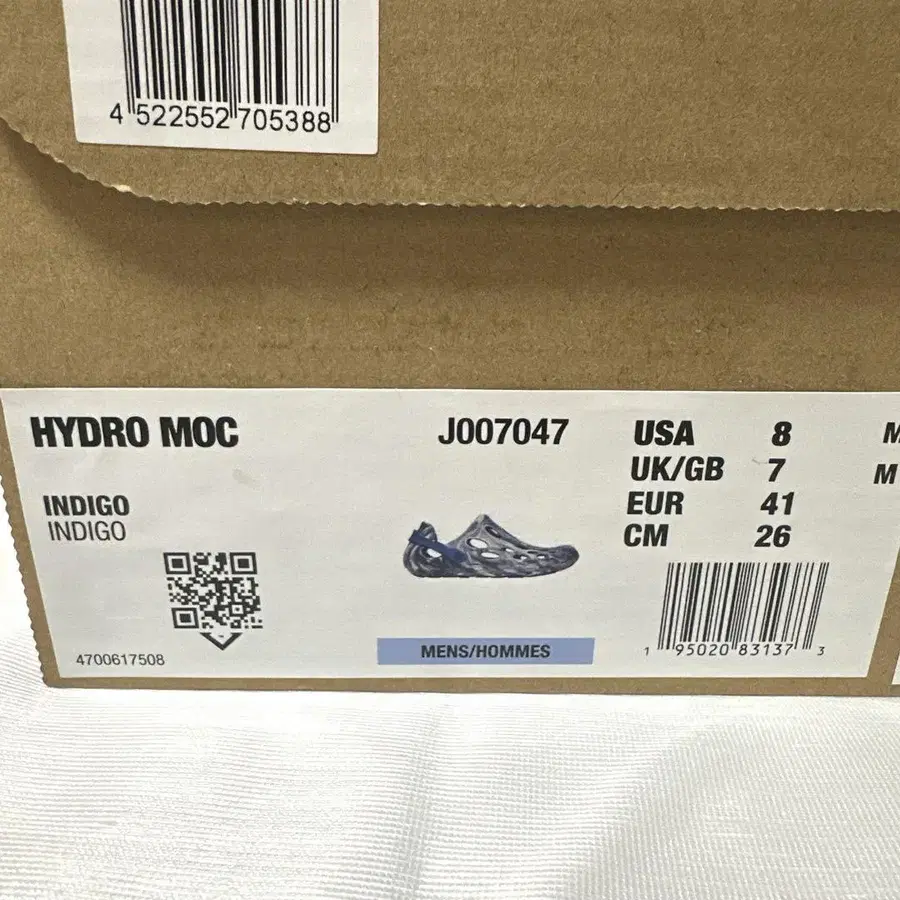 4 522552 705388
HYDRO MOC
J007047
INDIGO
INDIGO
4700617508
MENS/HOMMES
USA 8
UK/GB 7
EUR 41
CM 26
1 95020 83137 3
M